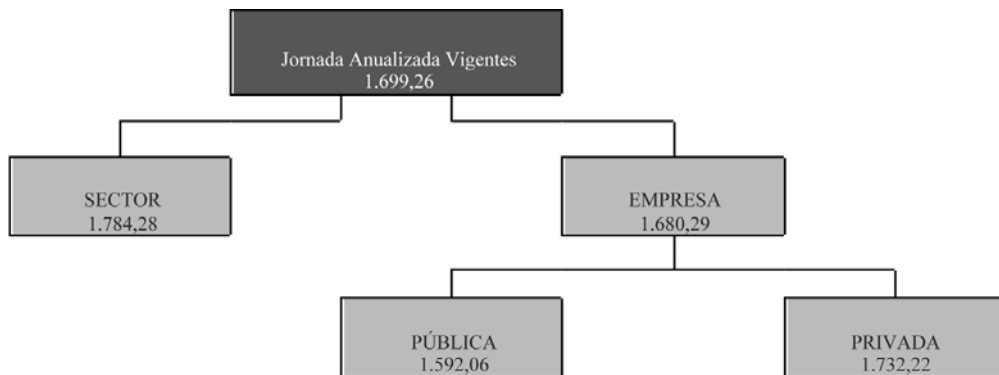 Jornada Anualizada Vigentes
1.699,26
SECTOR
1.784,28
EMPRESA
1.680,29
PÚBLICA
1.592,06
PRIVADA
1.732,22